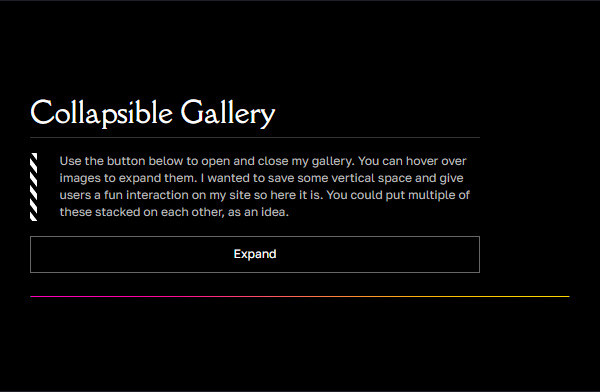 Collapsible Gallery
Use the button below to open and close my gallery. You can hover over
images to expand them. I wanted to save some vertical space and give
users a fun interaction on my site so here it is. You could put multiple of
these stacked on each other, as an idea.
Expand